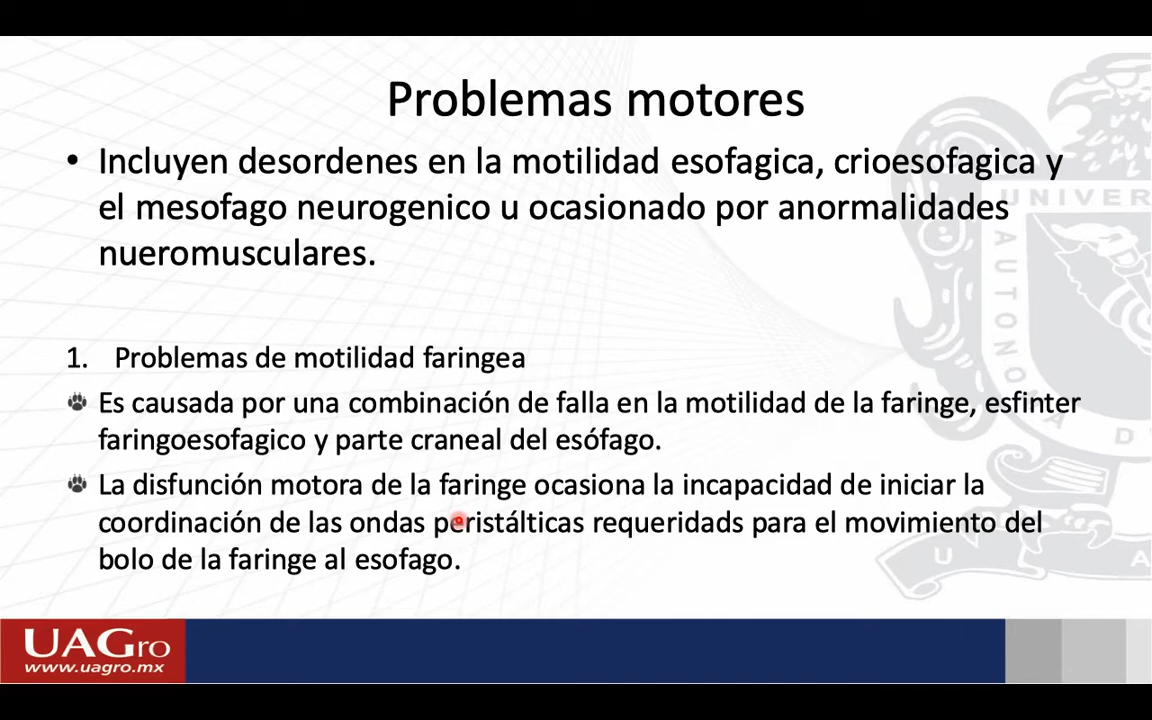 Problemas motores
• Incluyen desordenes en la motilidad esofagica, crioesofagica y
el mesofago neurogenico u ocasionado por anormalidades
nueromusculares.
1. Problemas de motilidad faringea
Es causada por una combinación de falla en la motilidad de la faringe, esfinter
faringoesofagico y parte craneal del esófago.
La disfunción motora de la faringe ocasiona la incapacidad de iniciar la
coordinación de las ondas peristálticas requeridads para el movimiento del
bolo de la faringe al esofago.
UNIVER
AUTONOMA D
U A
UAGro
www.uagro.mx